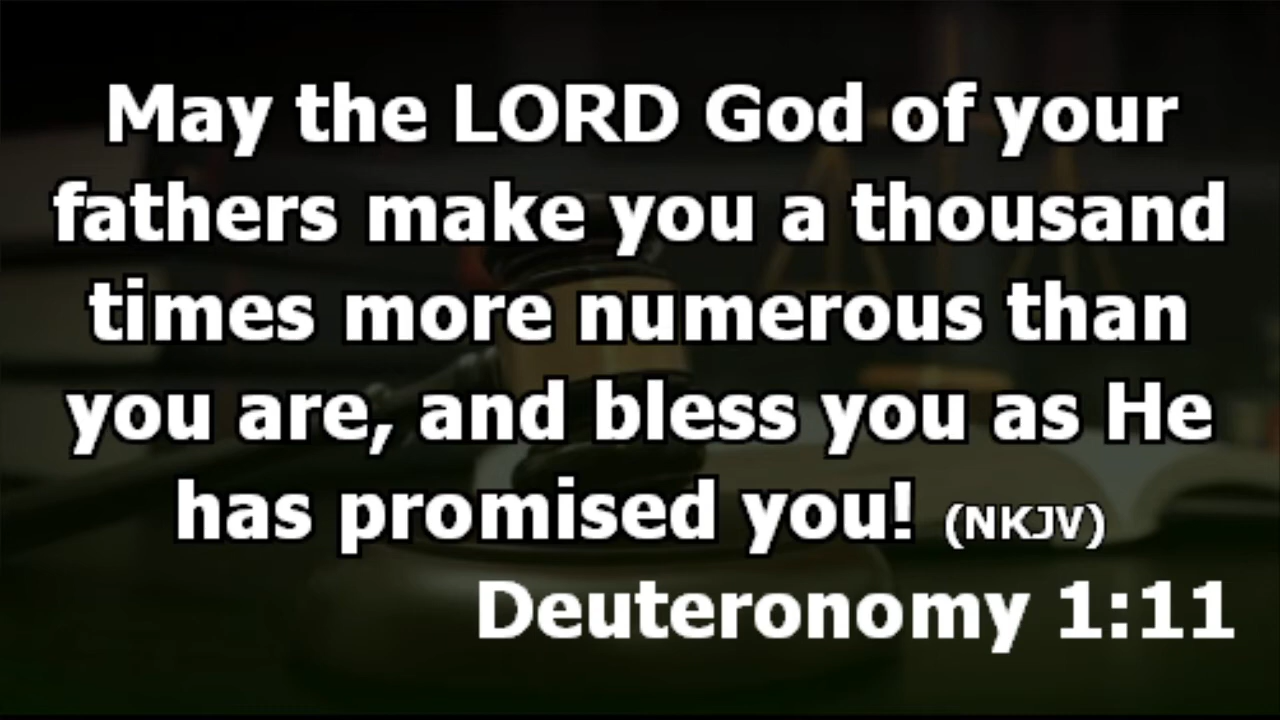 May the LORD God of your
fathers make you a thousand
times more numerous than
you are, and bless you as He
has promised you! (NKJV)
Deuteronomy 1:11